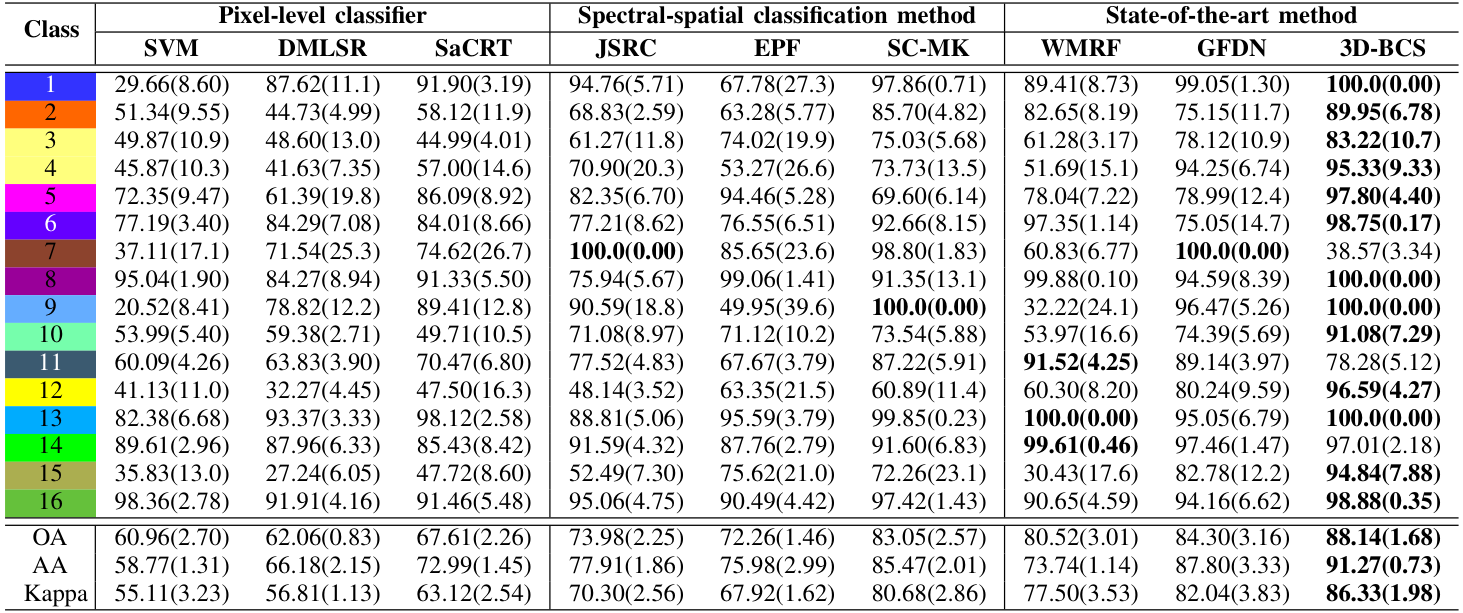 Class Pixel-level classifier Spectral-spatial classification method State-of-the-art method
SVM DMLSR SaCRT JSRC EPF SC-MK WMRF GFDN 3D-BCS
1 29.66(8.60) 87.62(11.1) 91.90(3.19) 94.76(5.71) 67.78(27.3) 97.86(0.71) 89.41(8.73) 99.05(1.30) 100.0(0.00)
2 51.34(9.55) 44.73(4.99) 58.12(11.9) 68.83(2.59) 63.28(5.77) 85.70(4.82) 82.65(8.19) 75.15(11.7) 89.95(6.78)
3 49.87(10.9) 48.60(13.0) 44.99(4.01) 61.27(11.8) 74.02(19.9) 75.03(5.68) 61.28(3.17) 78.12(10.9) 83.22(10.7)
4 45.87(10.3) 41.63(7.35) 57.00(14.6) 70.90(20.3) 53.27(26.6) 73.73(13.5) 51.69(15.1) 94.25(6.74) 95.33(9.33)
5 72.35(9.47) 61.39(19.8) 86.09(8.92) 82.35(6.70) 94.46(5.28) 69.60(6.14) 78.04(7.22) 78.99(12.4) 97.80(4.40)
6 77.19(3.40) 84.29(7.08) 84.01(8.66) 77.21(8.62) 76.55(6.51) 92.66(8.15) 97.35(1.14) 75.05(14.7) 98.75(0.17)
7 37.11(17.1) 71.54(25.3) 74.62(26.7) 100.0(0.00) 85.65(23.6) 98.80(1.83) 60.83(6.77) 100.0(0.00) 38.57(3.34)
8 95.04(1.90) 84.27(8.94) 91.33(5.50) 75.94(5.67) 99.06(1.41) 91.35(13.1) 99.88(0.10) 94.59(8.39) 100.0(0.00)
9 20.52(8.41) 78.82(12.2) 89.41(12.8) 90.59(18.8) 49.95(39.6) 100.0(0.00) 32.22(24.1) 96.47(5.26) 100.0(0.00)
10 53.99(5.40) 59.38(2.71) 49.71(10.5) 71.08(8.97) 71.12(10.2) 73.54(5.88) 53.97(16.6) 74.39(5.69) 91.08(7.29)
11 60.09(4.26) 63.83(3.90) 70.47(6.80) 77.52(4.83) 67.67(3.79) 87.22(5.91) 91.52(4.25) 89.14(3.97) 78.28(5.12)
12 41.13(11.0) 32.27(4.45) 47.50(16.3) 48.14(3.52) 63.35(21.5) 60.89(11.4) 60.30(8.20) 80.24(9.59) 96.59(4.27)
13 82.38(6.68) 93.37(3.33) 98.12(2.58) 88.81(5.06) 95.59(3.79) 99.85(0.23) 100.0(0.00) 95.05(6.79) 100.0(0.00)
14 89.61(2.96) 87.96(6.33) 85.43(8.42) 91.59(4.32) 87.76(2.79) 91.60(6.83) 99.61(0.46) 97.46(1.47) 97.01(2.18)
15 35.83(13.0) 27.24(6.05) 47.72(8.60) 52.49(7.30) 75.62(21.0) 72.26(23.1) 30.43(17.6) 82.78(12.2) 94.84(7.88)
16 98.36(2.78) 91.91(4.16) 91.46(5.48) 95.06(4.75) 90.49(4.42) 97.42(1.43) 90.65(4.59) 94.16(6.62) 98.88(0.35)
OA 60.96(2.70) 62.06(0.83) 67.61(2.26) 73.98(2.25) 72.26(1.46) 83.05(2.57) 80.52(3.01) 84.30(3.16) 88.14(1.68)
AA 58.77(1.31) 66.18(2.15) 72.99(1.45) 77.91(1.86) 75.98(2.99) 85.47(2.01) 73.74(1.14) 87.80(3.33) 91.27(0.73)
Kappa 55.11(3.23) 56.81(1.13) 63.12(2.54) 70.30(2.56) 67.92(1.62) 80.68(2.86) 77.50(3.53) 82.04(3.83) 86.33(1.98)